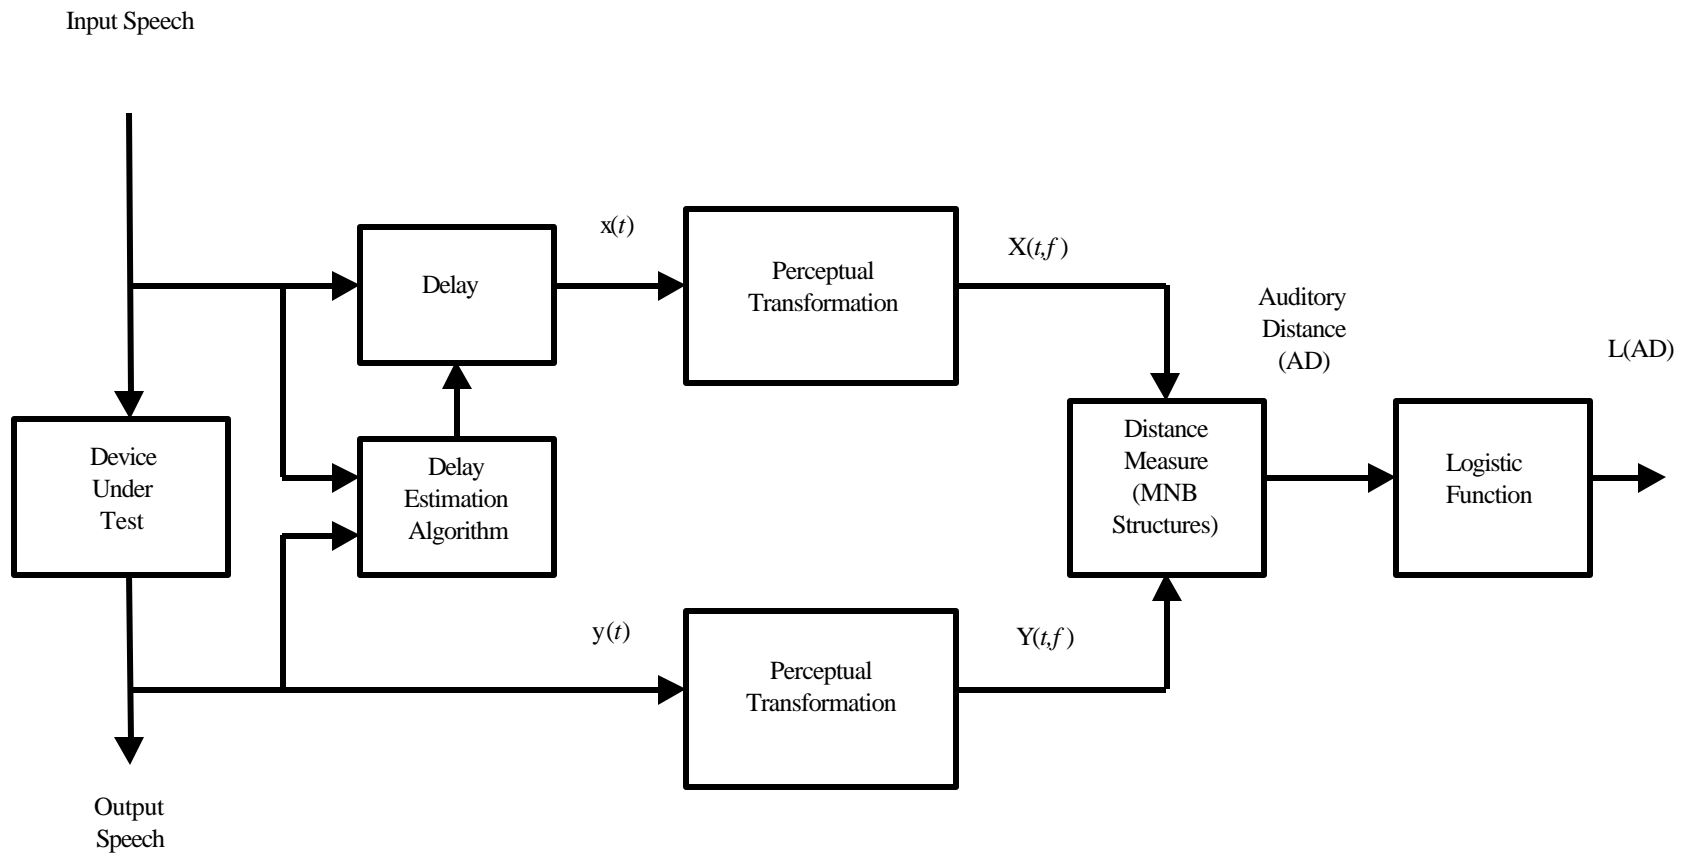 Input Speech
x(t)
Perceptual
Transformation
X(t,f)
Delay
Auditory
Distance
(AD)
L(AD)
Device
Under
Test
Delay
Estimation
Algorithm
Distance
Measure
(MNB
Structures)
Logistic
Function
y(t)
Perceptual
Transformation
Y(t,f)
Output
Speech